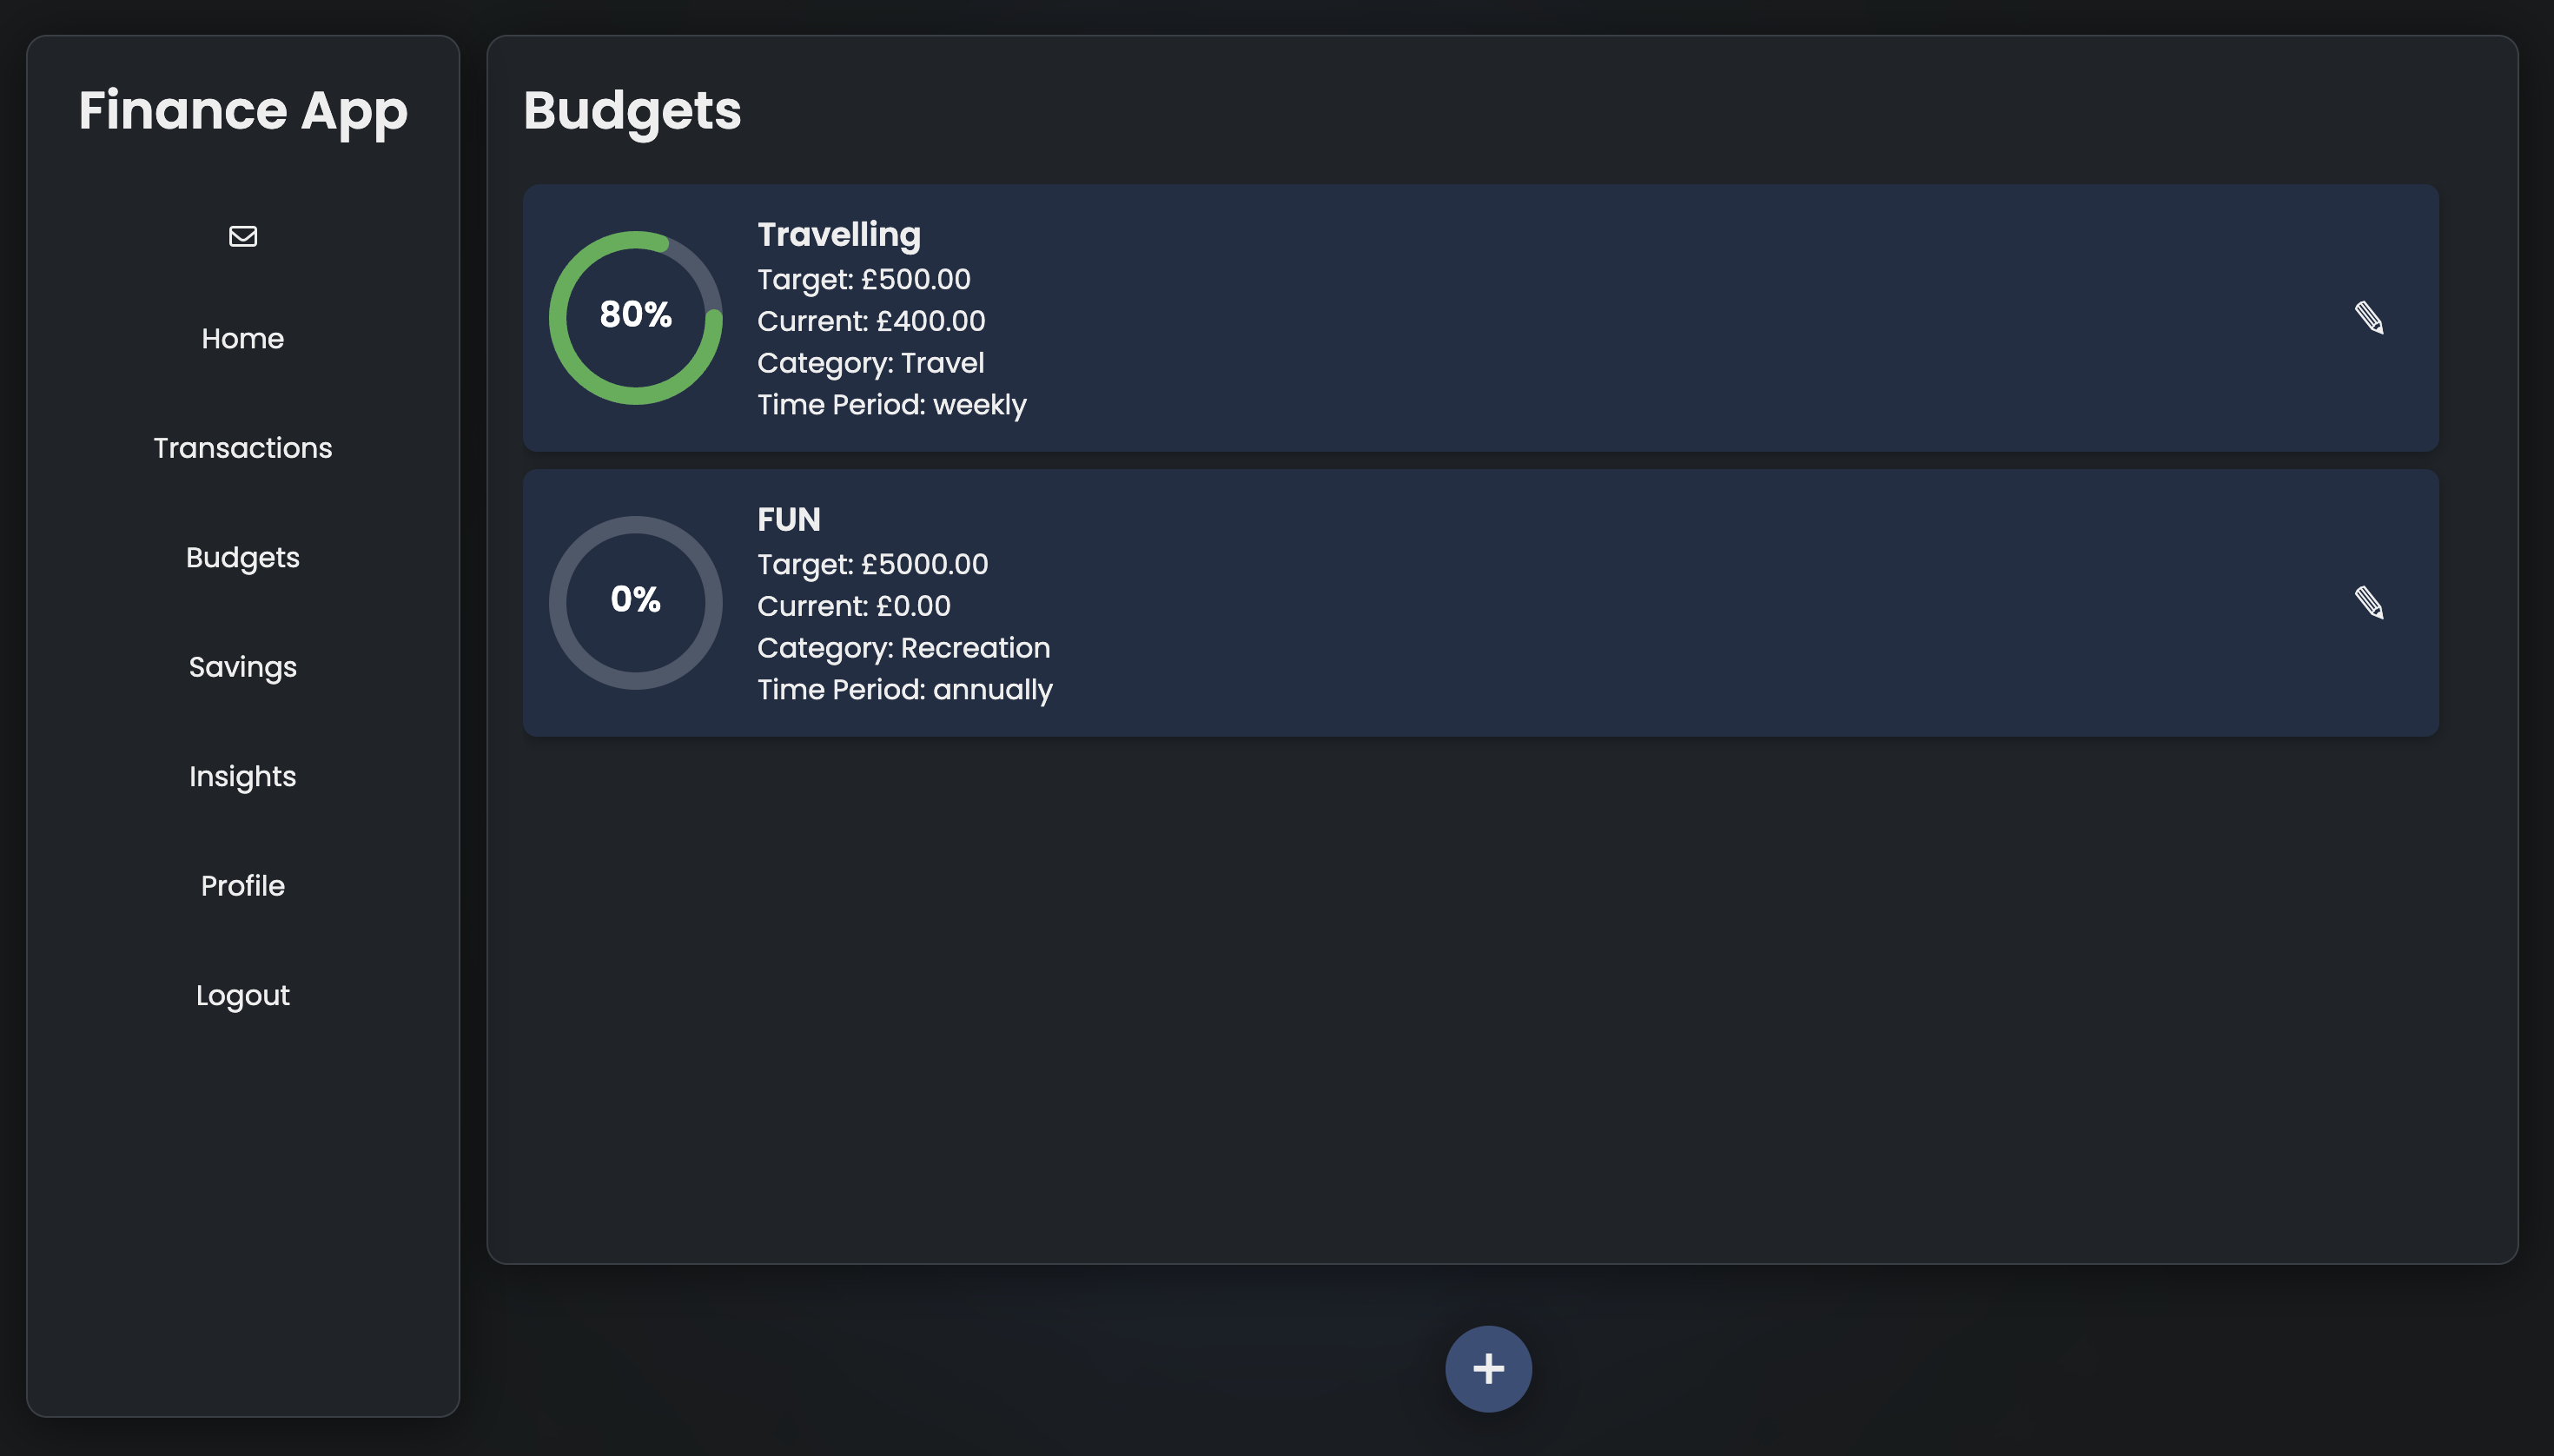 Finance App
Home
Transactions
Budgets
Savings
Insights
Profile
Logout
Budgets
80%
Travelling
Target: £500.00
Current: £400.00
Category: Travel
Time Period: weekly
0%
FUN
Target: £5000.00
Current: £0.00
Category: Recreation
Time Period: annually
+